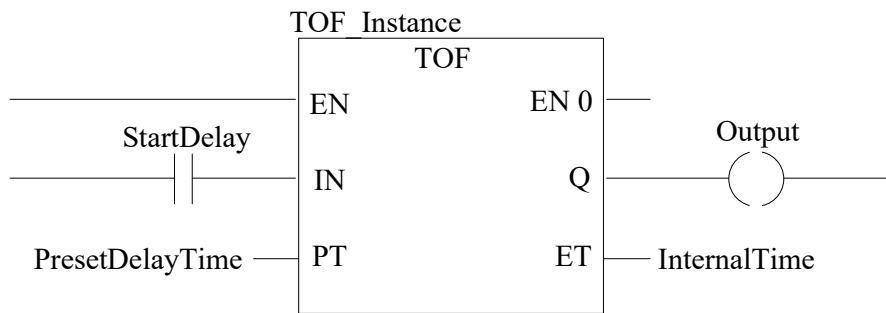 TOF_Instance
TOF
EN
EN 0
StartDelay
Output
IN
Q
PresetDelayTime
PT
ET
InternalTime